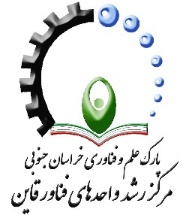 پارک علم و فناوری خراسان جنوبی
مرکز رشد واحدهای فناور قاین